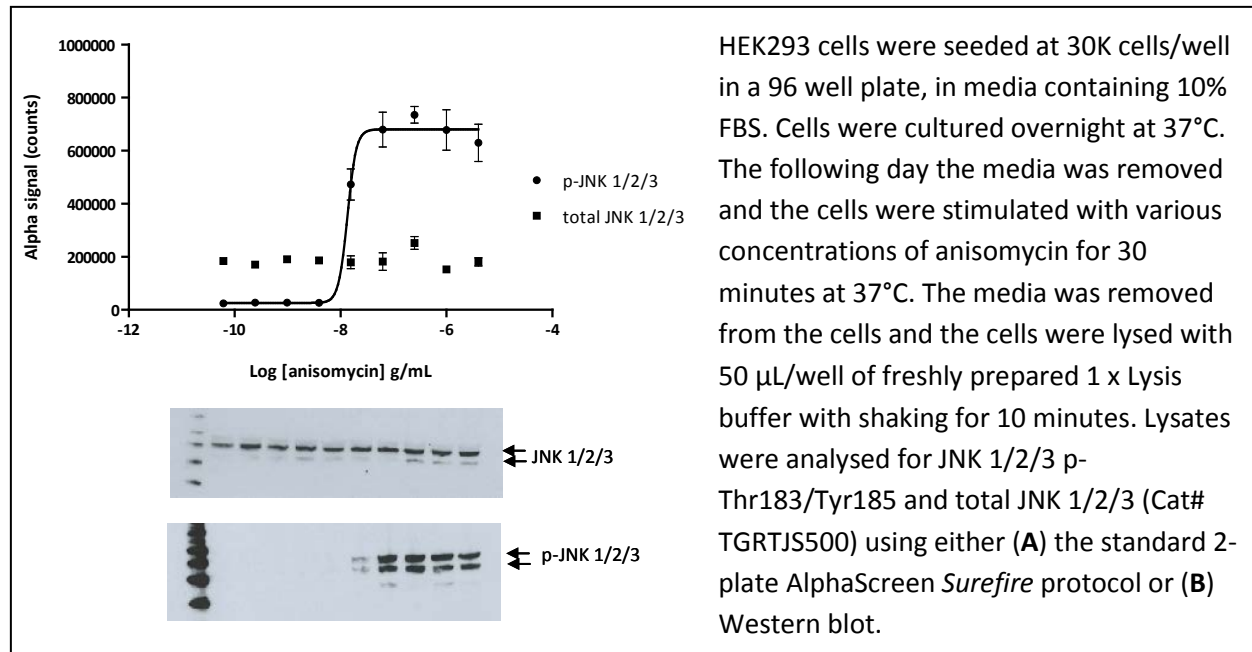 1000000
800000
600000
400000
200000
0
-12
-10
-8
-6
-4
Alpha signal (counts)
Log [anisomycin] g/mL
p-JNK 1/2/3
total JNK 1/2/3
JNK 1/2/3
p-JNK 1/2/3
HEK293 cells were seeded at 30K cells/well
in a 96 well plate, in media containing 10%
FBS. Cells were cultured overnight at 37°C.
The following day the media was removed
and the cells were stimulated with various
concentrations of anisomycin for 30
minutes at 37°C. The media was removed
from the cells and the cells were lysed with
50 µL/well of freshly prepared 1 x Lysis
buffer with shaking for 10 minutes. Lysates
were analysed for JNK 1/2/3 p-
Thr183/Tyr185 and total JNK 1/2/3 (Cat#
TGRTJS500) using either (A) the standard 2-
plate AlphaScreen Surefire protocol or (B)
Western blot.